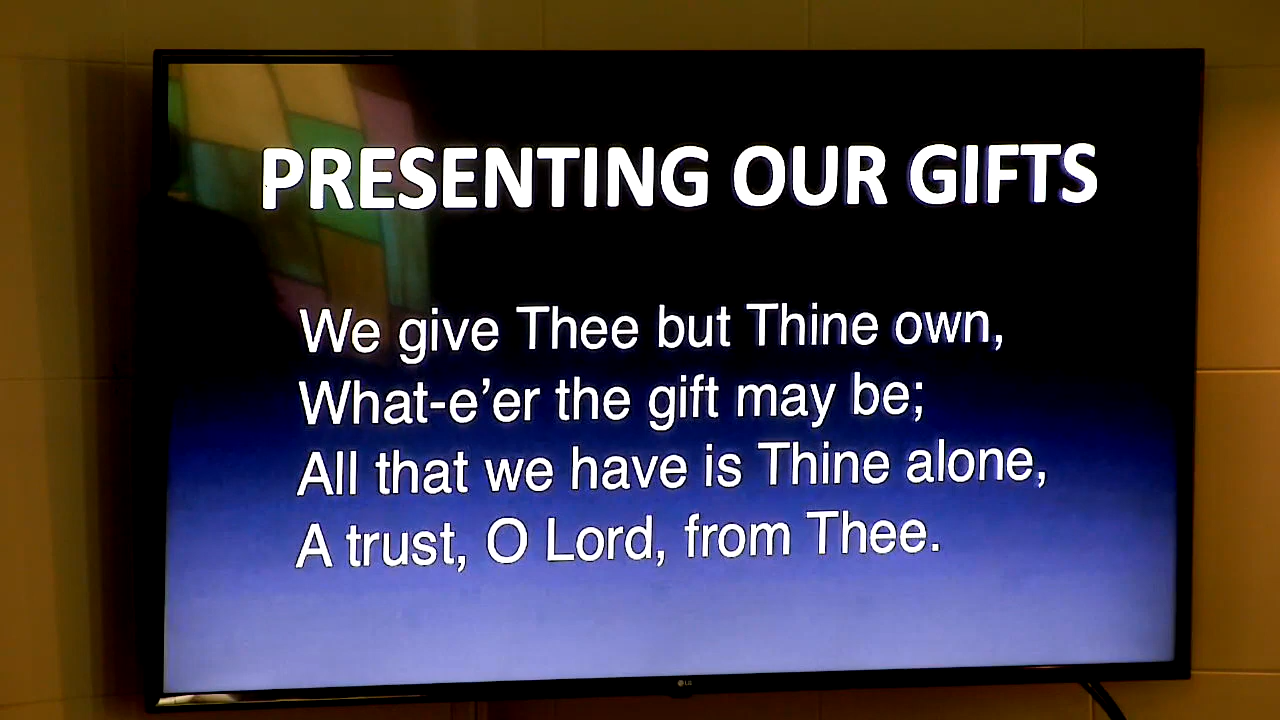 PRESENTING OUR GIFTS
We give Thee but Thine own,
What-e’er the gift may be;
All that we have is Thine alone,
A trust, O Lord, from Thee.
LG